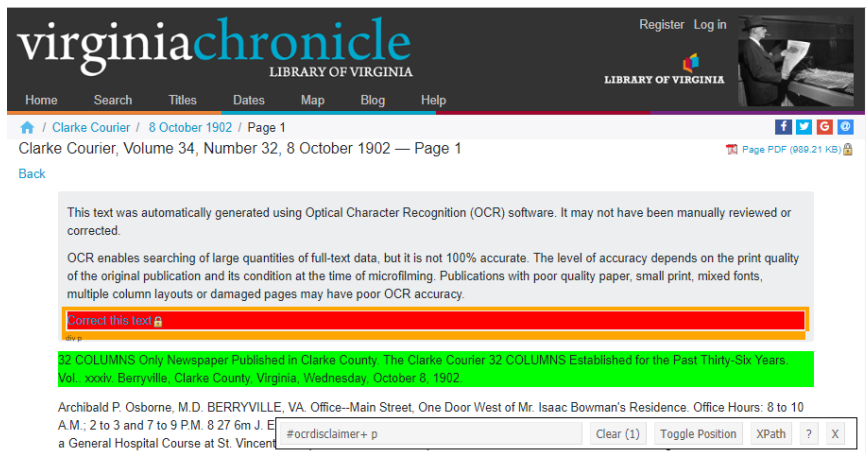 virginiachronicle
LIBRARY OF VIRGINIA
Register Log in
LIBRARY OF VIRGINIA
Home Search Titles Dates Map Blog Help
/ Clarke Courier / 8 October 1902 / Page 1
f G @
Clarke Courier, Volume 34, Number 32, 8 October 1902 — Page 1
Page PDF (989.21 KB)
Back
This text was automatically generated using Optical Character Recognition (OCR) software. It may not have been manually reviewed or
corrected.
OCR enables searching of large quantities of full-text data, but it is not 100% accurate. The level of accuracy depends on the print quality
of the original publication and its condition at the time of microfilming. Publications with poor quality paper, small print, mixed fonts,
multiple column layouts or damaged pages may have poor OCR accuracy.
Correct this text
div p
32 COLUMNS Only Newspaper Published in Clarke County. The Clarke Courier 32 COLUMNS Established for the Past Thirty-Six Years.
Vol.. xxxiv. Berryville, Clarke County, Virginia, Wednesday, October 8, 1902.
Archibald P. Osborne, M.D. BERRYVILLE, VA. Office--Main Street, One Door West of Mr. Isaac Bowman's Residence. Office Hours: 8 to 10
A.M.; 2 to 3 and 7 to 9 P.M. 8 27 6m J. E
a General Hospital Course at St. Vincent
#ocrdisclaimer+ p Clear (1) Toggle Position XPath ? X